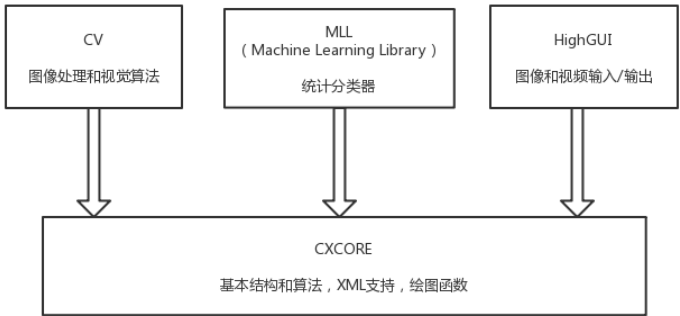 CV
图像处理和视觉算法
MLL
（Machine Learning Library）
统计分类器
HighGUI
图像和视频输入/输出
CXCORE
基本结构和算法，XML支持，绘图函数